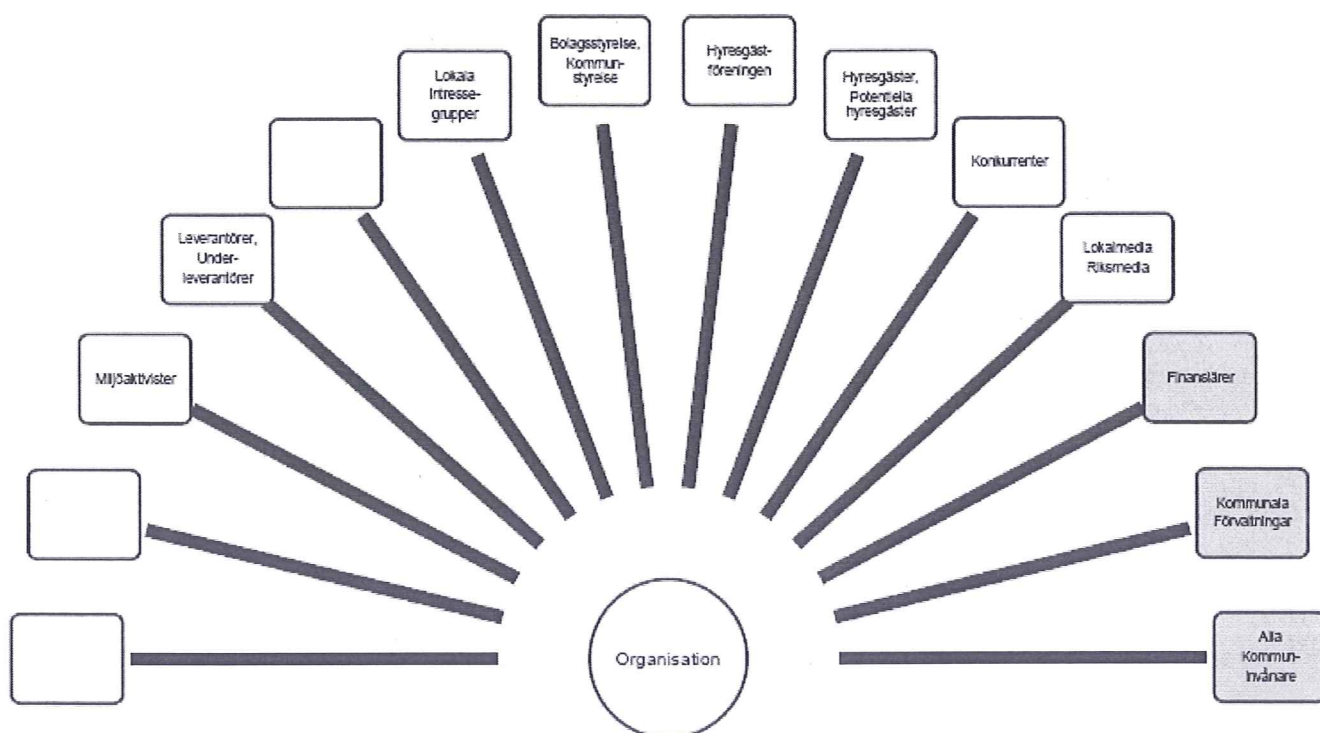 Bolagsstyrelse,
Kommun-
styrelse
Hyresgäst-
föreningen
Lokala
Intresse-
grupper
Hyresgäster,
Potentiella
hyresgäster
Konkurrenter
Leverantörer,
Under-
leverantörer
Lokalmedia
Riksmedia
Miljöaktivister
Finansiärer
Kommunala
Förvaltningar
Organisation
Alla
Kommun-
invånare